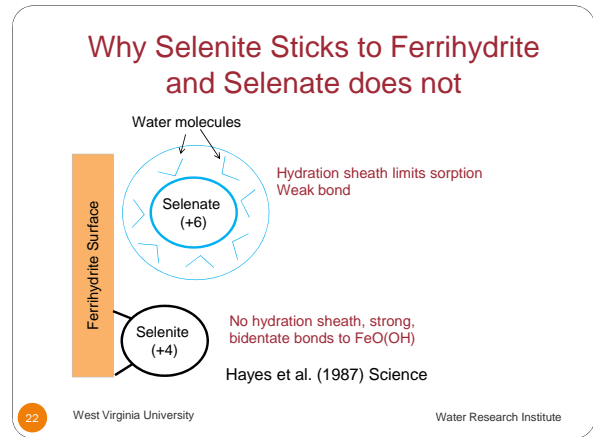 Why Selenite Sticks to Ferrihydrite
and Selenate does not
Water molecules
Hydration sheath limits sorption
Weak bond
Selenate
(+6)
Ferrihydrite Surface
No hydration sheath, strong,
bidentate bonds to FeO(OH)
Selenite
(+4)
Hayes et al. (1987) Science
22
West Virginia University
Water Research Institute